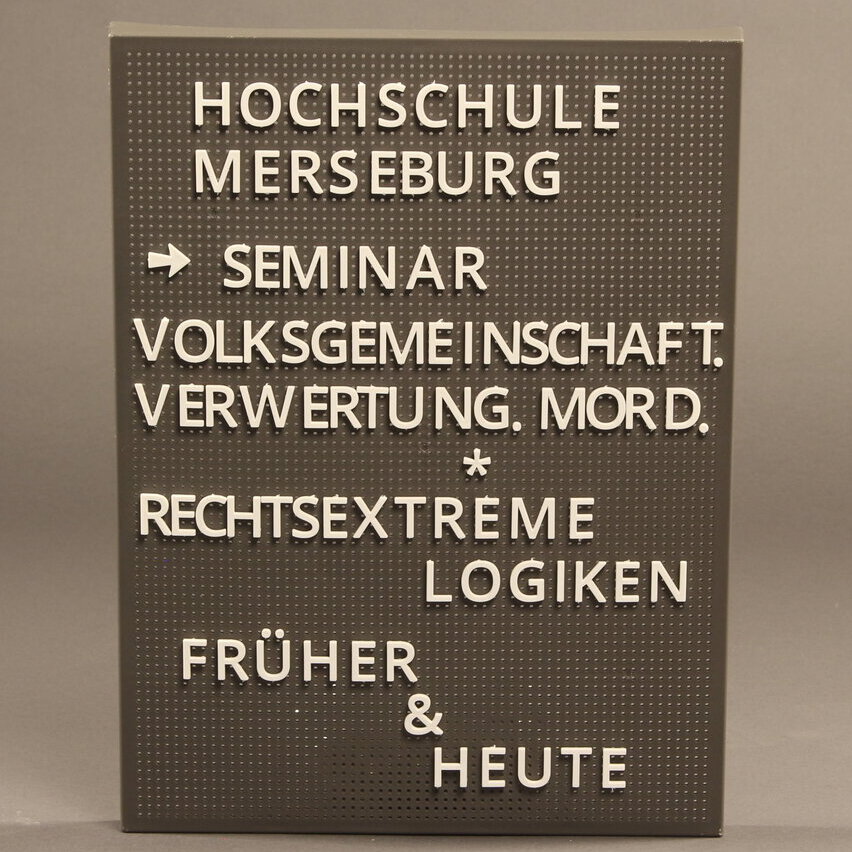 HOCHSCHULE
MERSEBURG
→ SEMINAR
VOLKSGEMEINSCHAFT.
VERWERTUNG. MORD.
*
RECHTSEXTREME
LOGIKEN
FRÜHER
&
HEUTE